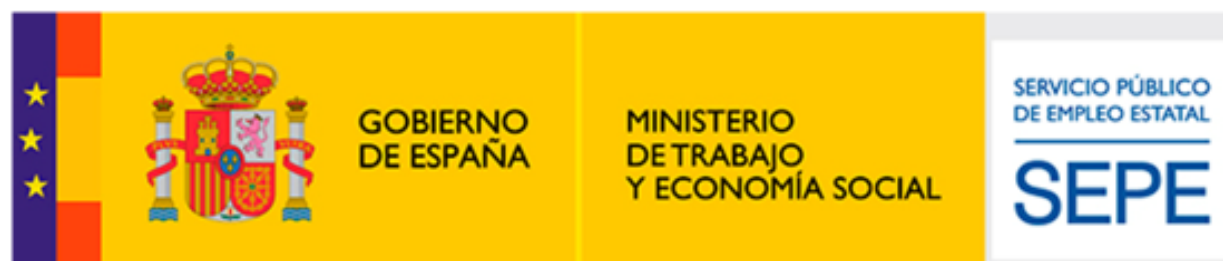 GOBIERNO
DE ESPAÑA
MINISTERIO
DE TRABAJO
Y ECONOMÍA SOCIAL
SERVICIO PÚBLICO
DE EMPLEO ESTATAL
SEPE